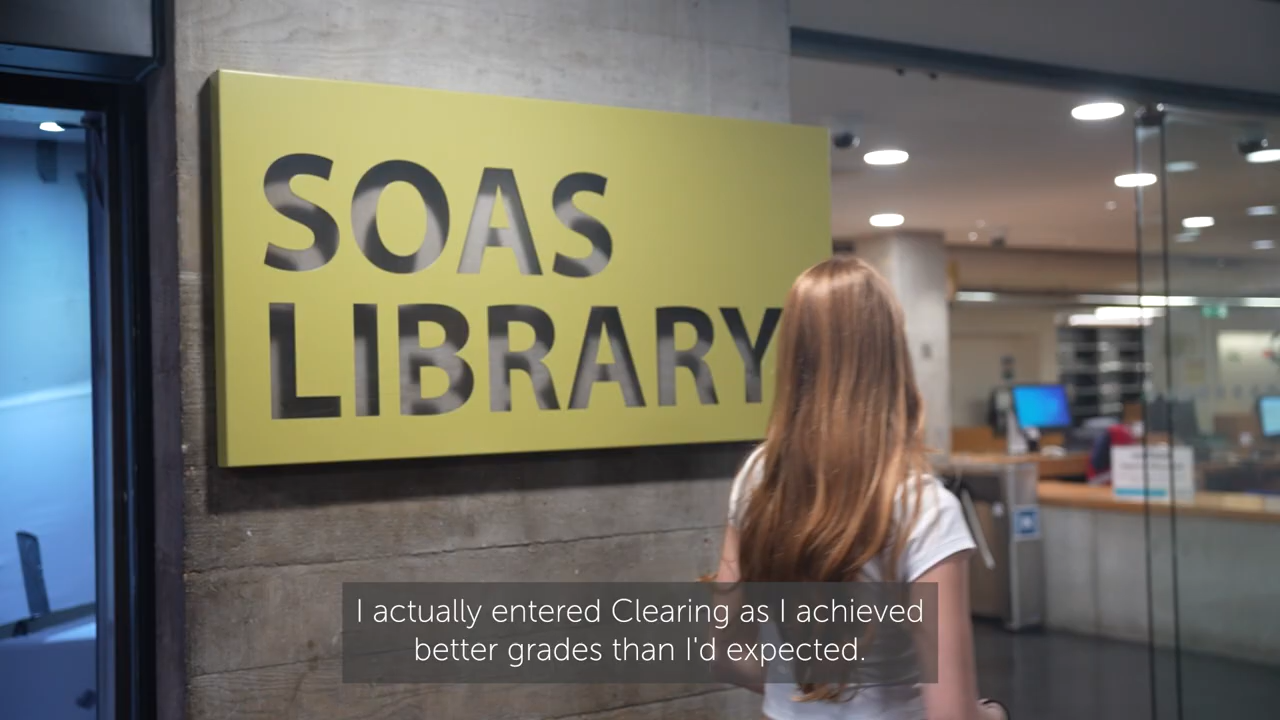 SOAS
LIBRARY
I actually entered Clearing as I achieved
better grades than I'd expected.